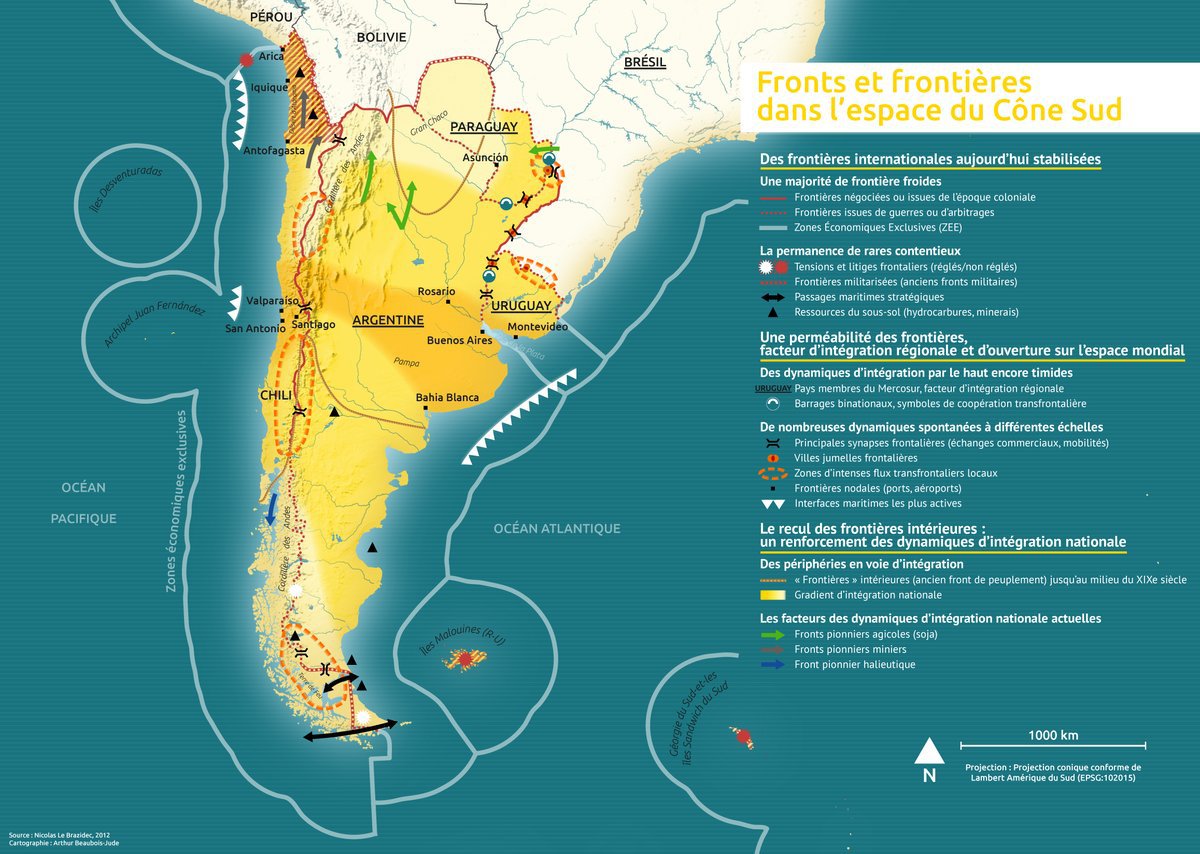 PÉROU
BOLIVIE
BRÉSIL
Arica
Iquique
Antofagasta
Gran Chaco
PARAGUAY
Asunción
Cordillère des Andes
Îles Desventuradas
Archipel Juan Fernández
Valparaíso
San Antonio
Santiago
Rosario
ARGENTINE
URUGUAY
Montevideo
Buenos Aires
Rio de la Plata
Pampa
CHILI
Bahia Blanca
Zones économiques exclusives
OCÉAN
PACIFIQUE
OCÉAN ATLANTIQUE
Cordillère des Andes
Îles Malouines (R-U)
Terre de Feu
Géorgie du Sud-et-les
Îles Sandwich du Sud
Fronts et frontières
dans l'espace du Cône Sud
Des frontières internationales aujourd'hui stabilisées
Une majorité de frontière froides
Frontières négociées ou issues de l'époque coloniale
Frontières issues de guerres ou d'arbitrages
Zones Économiques Exclusives (ZEE)
La permanence de rares contentieux
Tensions et litiges frontaliers (réglés/non réglés)
Frontières militarisées (anciens fronts militaires)
Passages maritimes stratégiques
Ressources du sous-sol (hydrocarbures, minerais)
Une perméabilité des frontières,
facteur d'intégration régionale et d'ouverture sur l'espace mondial
Des dynamiques d'intégration par le haut encore timides
URUGUAY Pays membres du Mercosur, facteur d'intégration régionale
Barrages binationaux, symboles de coopération transfrontalière
De nombreuses dynamiques spontanées à différentes échelles
Principales synapses frontalières (échanges commerciaux, mobilités)
Villes jumelles frontalières
Zones d'intenses flux transfrontaliers locaux
Frontières nodales (ports, aéroports)
Interfaces maritimes les plus actives
Le recul des frontières intérieures :
un renforcement des dynamiques d'intégration nationale
Des périphéries en voie d'intégration
« Frontières » intérieures (ancien front de peuplement) jusqu'au milieu du XIXe siècle
Gradient d'intégration nationale
Les facteurs des dynamiques d'intégration nationale actuelles
Fronts pionniers agicoles (soja)
Fronts pionniers miniers
Front pionnier halieutique
1000 km
N
Projection : Projection conique conforme de
Lambert Amérique du Sud (EPSG:102015)
Source : Nicolas Le Brazidec, 2012
Cartographie : Arthur Beaubois-Jude